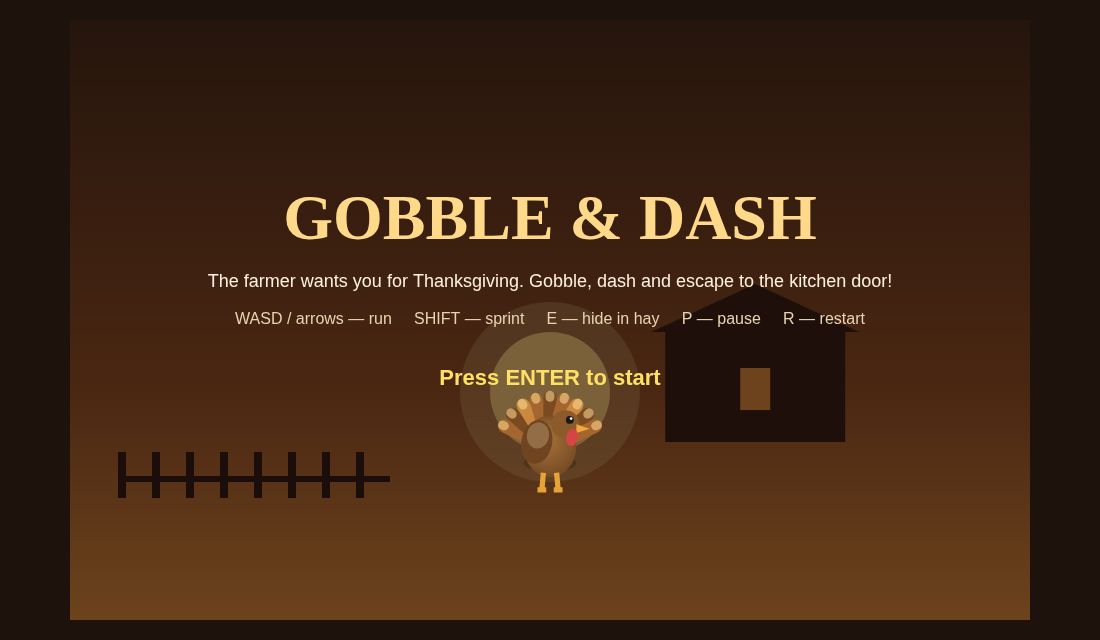 GOBBLE & DASH
The farmer wants you for Thanksgiving. Gobble, dash and escape to the kitchen door!
WASD / arrows — run SHIFT — sprint E — hide in hay P — pause R — restart
Press ENTER to start